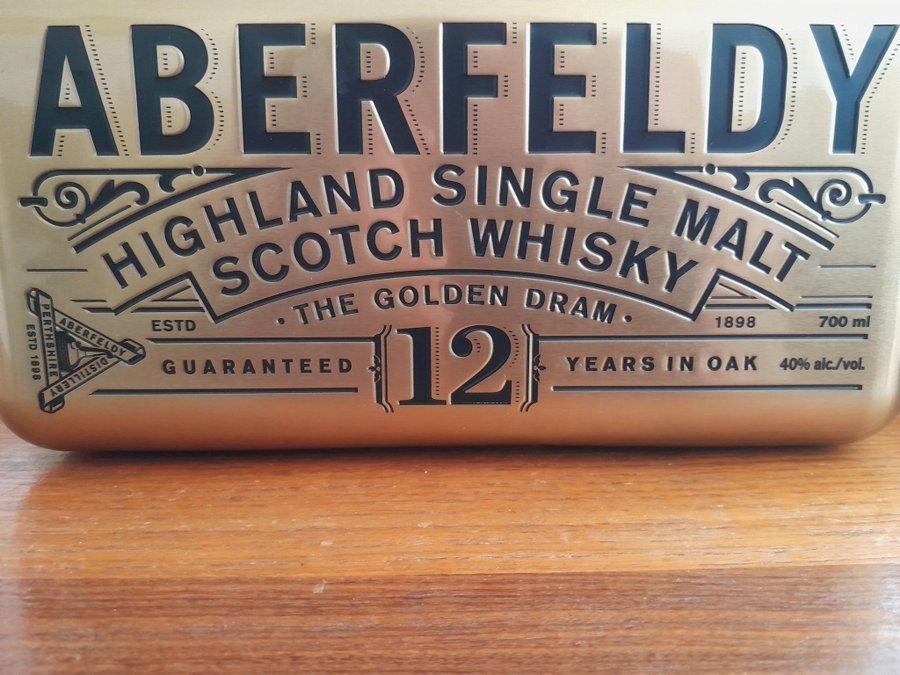 ABERFELDY
HIGHLAND SINGLE MALT
SCOTCH WHISKY
· THE GOLDEN DRAM ·
ESTD 1898 700 ml
GUARANTEED 12 YEARS IN OAK 40% alc./vol.
ABERFELDY
DISTILLERY
PERTHSHIRE
ESTD 1898